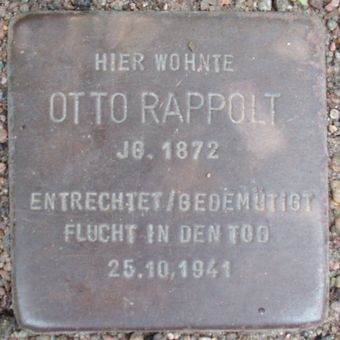 HIER WOHNTE
OTTO RAPPOLT
JG. 1872
ENTRECHTET/GEDEMÜTIGT
FLUCHT IN DEN TOD
25.10.1941